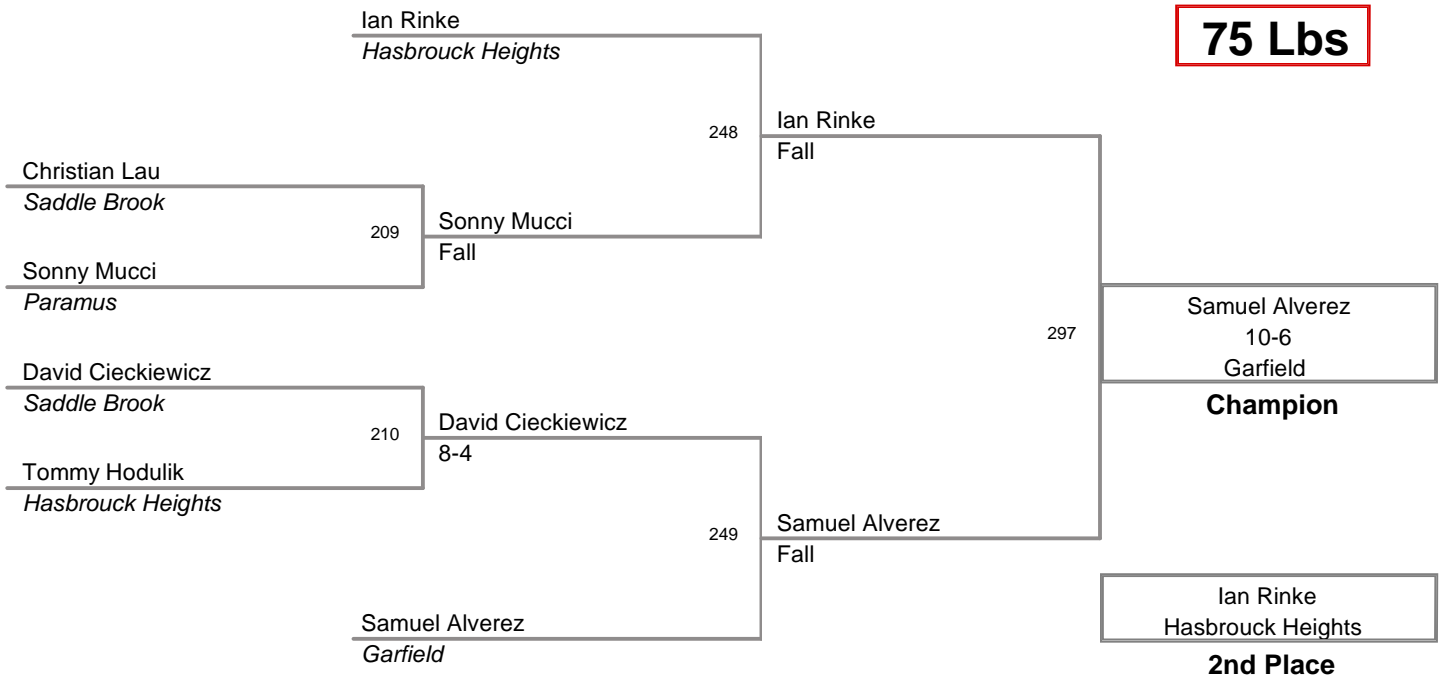 Ian Rinke
Hasbrouck Heights
75 Lbs
248
Ian Rinke
Fall
Christian Lau
Saddle Brook
209
Sonny Mucci
Fall
Sonny Mucci
Paramus
297
Samuel Alverez
10-6
Garfield
Champion
David Cieckiewicz
Saddle Brook
210
David Cieckiewicz
8-4
Tommy Hodulik
Hasbrouck Heights
249
Samuel Alverez
Fall
Samuel Alverez
Garfield
Ian Rinke
Hasbrouck Heights
2nd Place